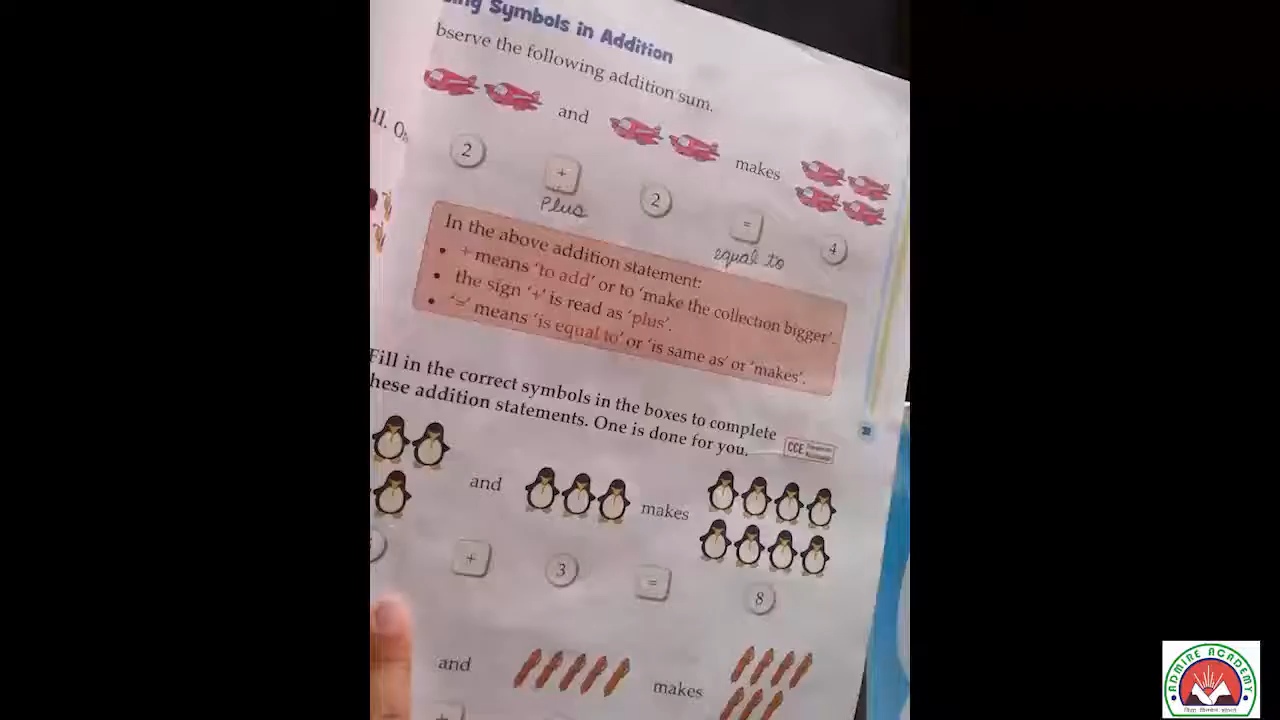 Symbols in Addition
bserve the following addition sum.
and
makes
2 + 2 = 4
Plus
equal to
In the above addition statement:
• + means 'to add' or to 'make the collection bigger'.
• the sign '+' is read as 'plus'.
• '=' means 'is equal to' or 'is same as' or 'makes'.
Fill in the correct symbols in the boxes to complete
hese addition statements. One is done for you.
CCE
and
makes
+ 3 = 8
and
makes
+
ADMIRE ACADEMY